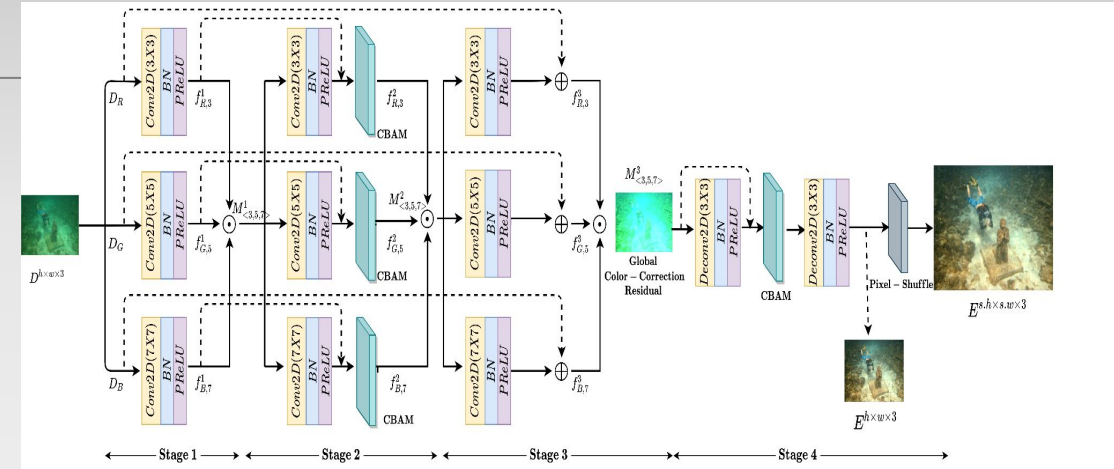 D^{h×w×3}
D_R
D_G
D_B
Conv2D(3X3)
BN
PReLU
f^1_{R,3}
Conv2D(5X5)
BN
PReLU
f^1_{G,5}
Conv2D(7X7)
BN
PReLU
f^1_{B,7}
M^1_{<3,5,7>}
Conv2D(3X3)
BN
PReLU
CBAM
f^2_{R,3}
Conv2D(5X5)
BN
PReLU
CBAM
f^2_{G,5}
Conv2D(7X7)
BN
PReLU
CBAM
f^2_{B,7}
M^2_{<3,5,7>}
Conv2D(3X3)
BN
PReLU
f^3_{R,3}
Conv2D(5X5)
BN
PReLU
f^3_{G,5}
Conv2D(7X7)
BN
PReLU
f^3_{B,7}
M^3_{<3,5,7>}
Global
Color – Correction
Residual
Deconv2D(3X3)
BN
PReLU
CBAM
Deconv2D(3X3)
BN
PReLU
Pixel – Shuffle
E^{s.h×s.w×3}
E^{h×w×3}
Stage 1
Stage 2
Stage 3
Stage 4